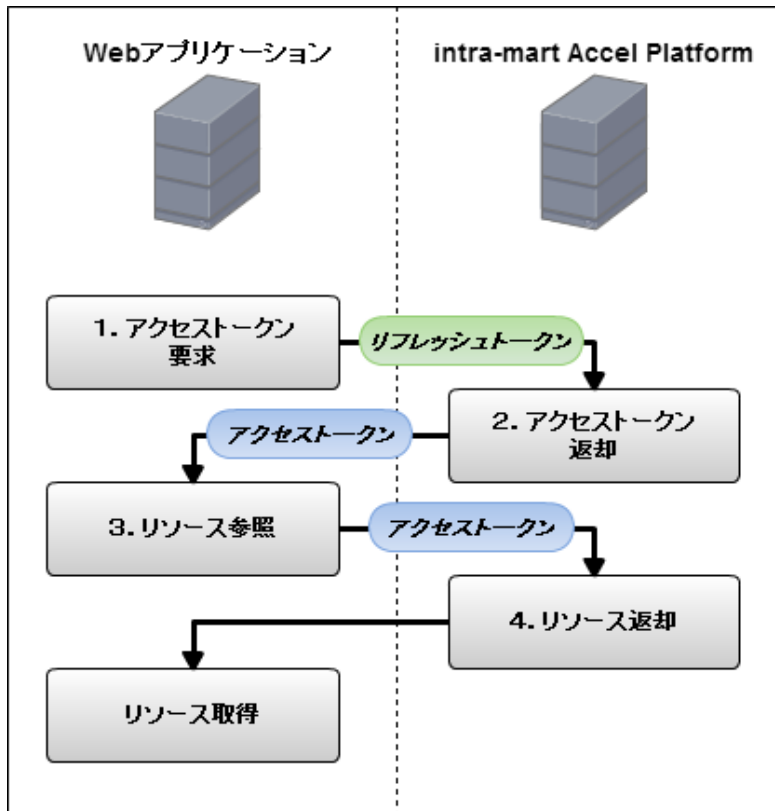 Webアプリケーション
intra-mart Accel Platform
1. アクセストークン
要求
リフレッシュトークン
2. アクセストークン
返却
アクセストークン
3. リソース参照
アクセストークン
4. リソース返却
リソース取得